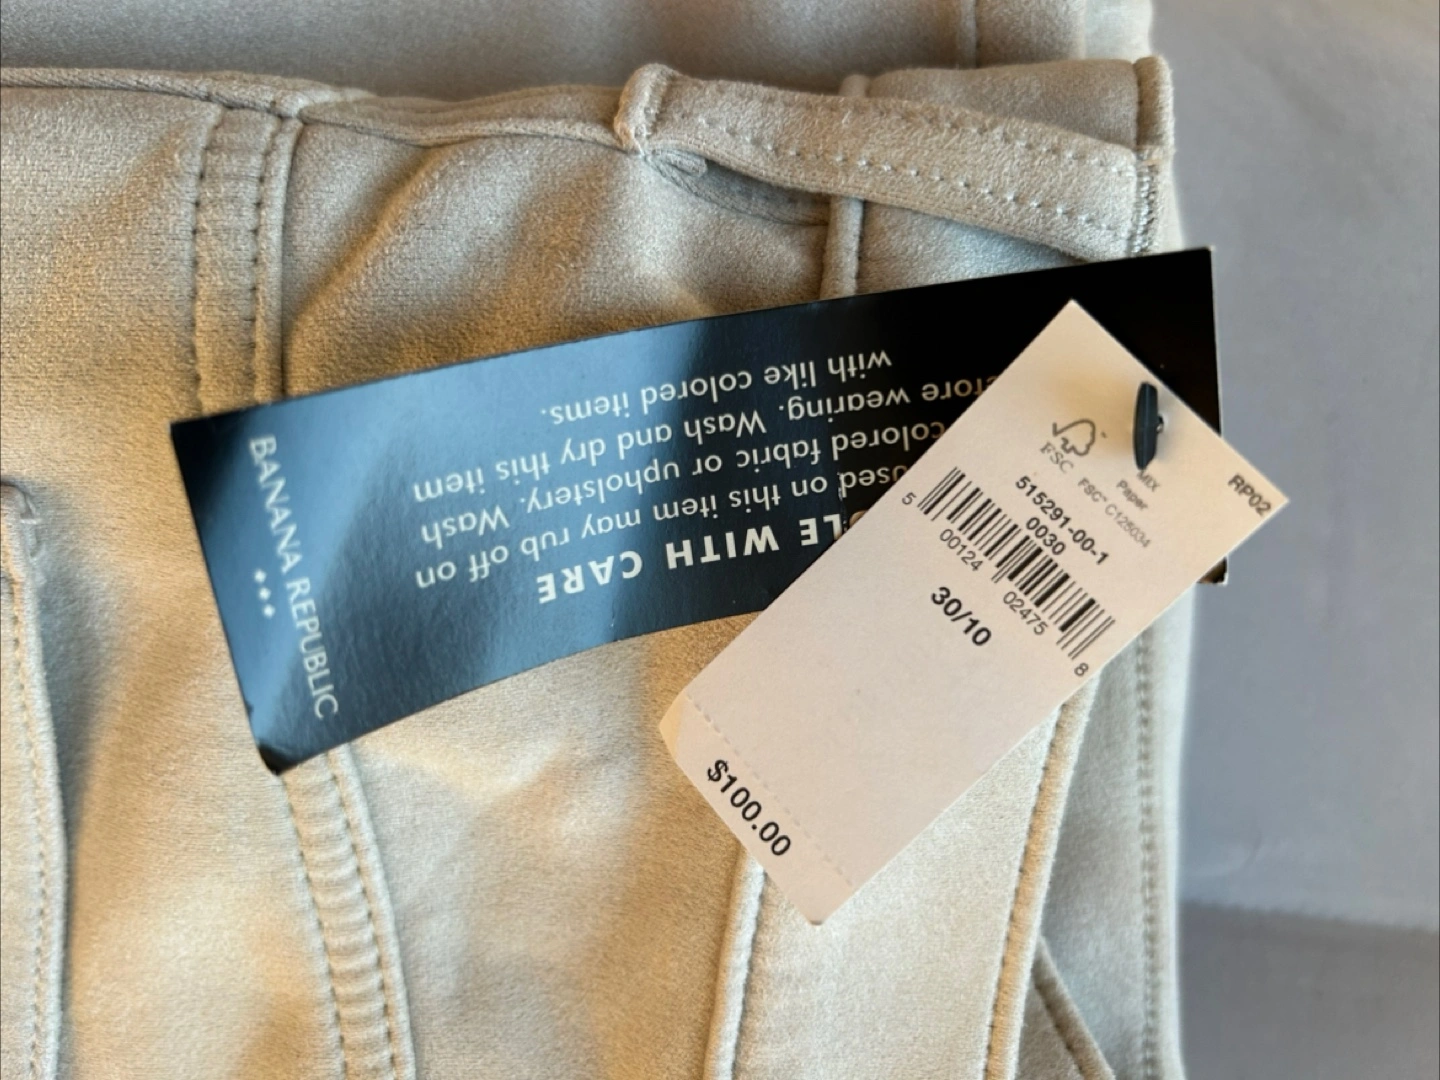 BANANA REPUBLIC
LE WITH CARE
used on this item may rub off on
colored fabric or upholstery. Wash
wearing. Wash and dry this item
with like colored items.
RP02
MIX
Paper
FSC® C125034
FSC
515291-00-1
0030
5 00124 02475 8
30/10
$100.00